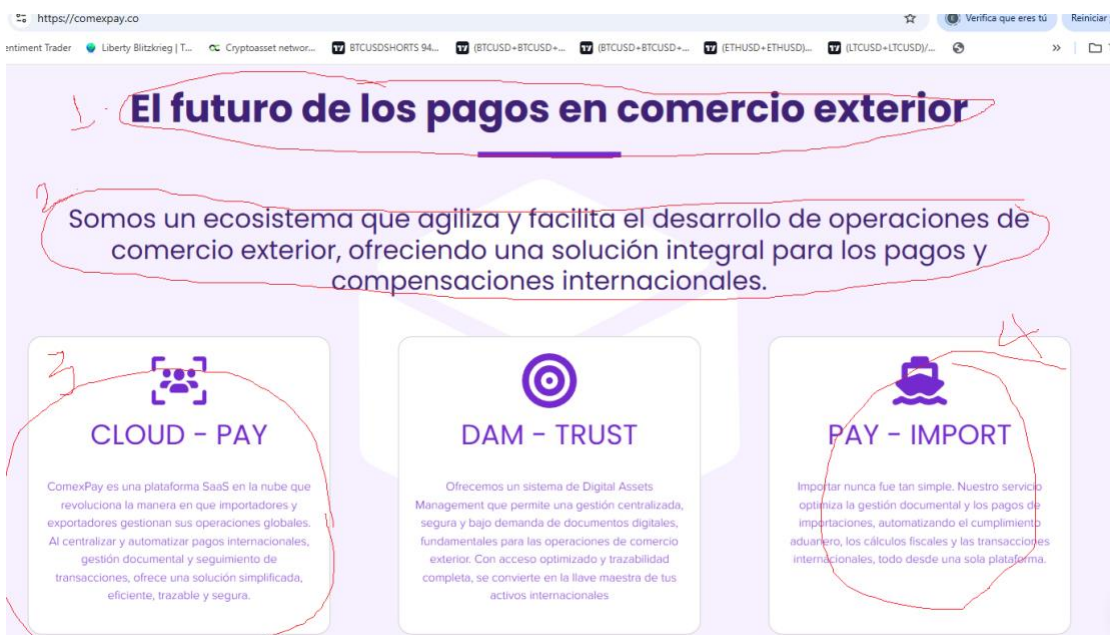 https://comexpay.co
Verifica que eres tú
Reiniciar
entiment Trader
Liberty Blitzkrieg | T...
Cryptoasset networ...
BTCUSDSHORTS 94...
(BTCUSD+BTCUSD+...
(BTCUSD+BTCUSD+...
(ETHUSD+ETHUSD)...
(LTCUSD+LTCUSD)/...
»
1.
El futuro de los pagos en comercio exterior
2
Somos un ecosistema que agiliza y facilita el desarrollo de operaciones de
comercio exterior, ofreciendo una solución integral para los pagos y
compensaciones internacionales.
3
CLOUD - PAY
ComexPay es una plataforma SaaS en la nube que
revoluciona la manera en que importadores y
exportadores gestionan sus operaciones globales.
Al centralizar y automatizar pagos internacionales,
gestión documental y seguimiento de
transacciones, ofrece una solución simplificada,
eficiente, trazable y segura.
DAM - TRUST
Ofrecemos un sistema de Digital Assets
Management que permite una gestión centralizada,
segura y bajo demanda de documentos digitales,
fundamentales para las operaciones de comercio
exterior. Con acceso optimizado y trazabilidad
completa, se convierte en la llave maestra de tus
activos internacionales
4
PAY - IMPORT
Importar nunca fue tan simple. Nuestro servicio
optimiza la gestión documental y los pagos de
importaciones, automatizando el cumplimiento
aduanero, los cálculos fiscales y las transacciones
internacionales, todo desde una sola plataforma.